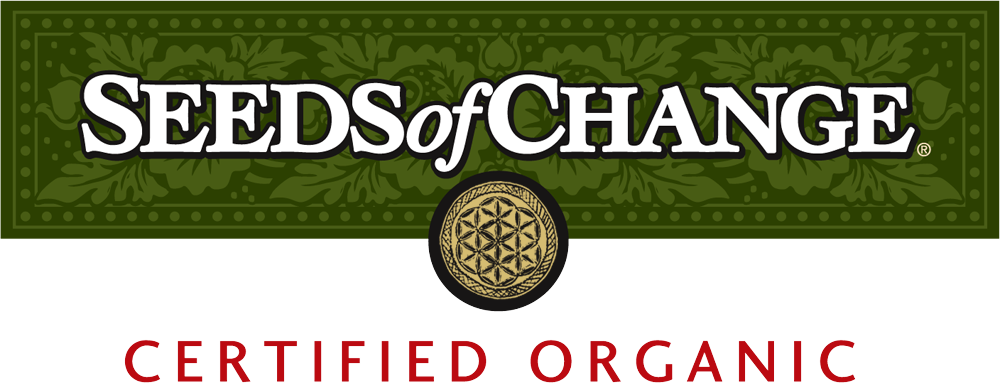 SEEDS of CHANGE®
CERTIFIED ORGANIC